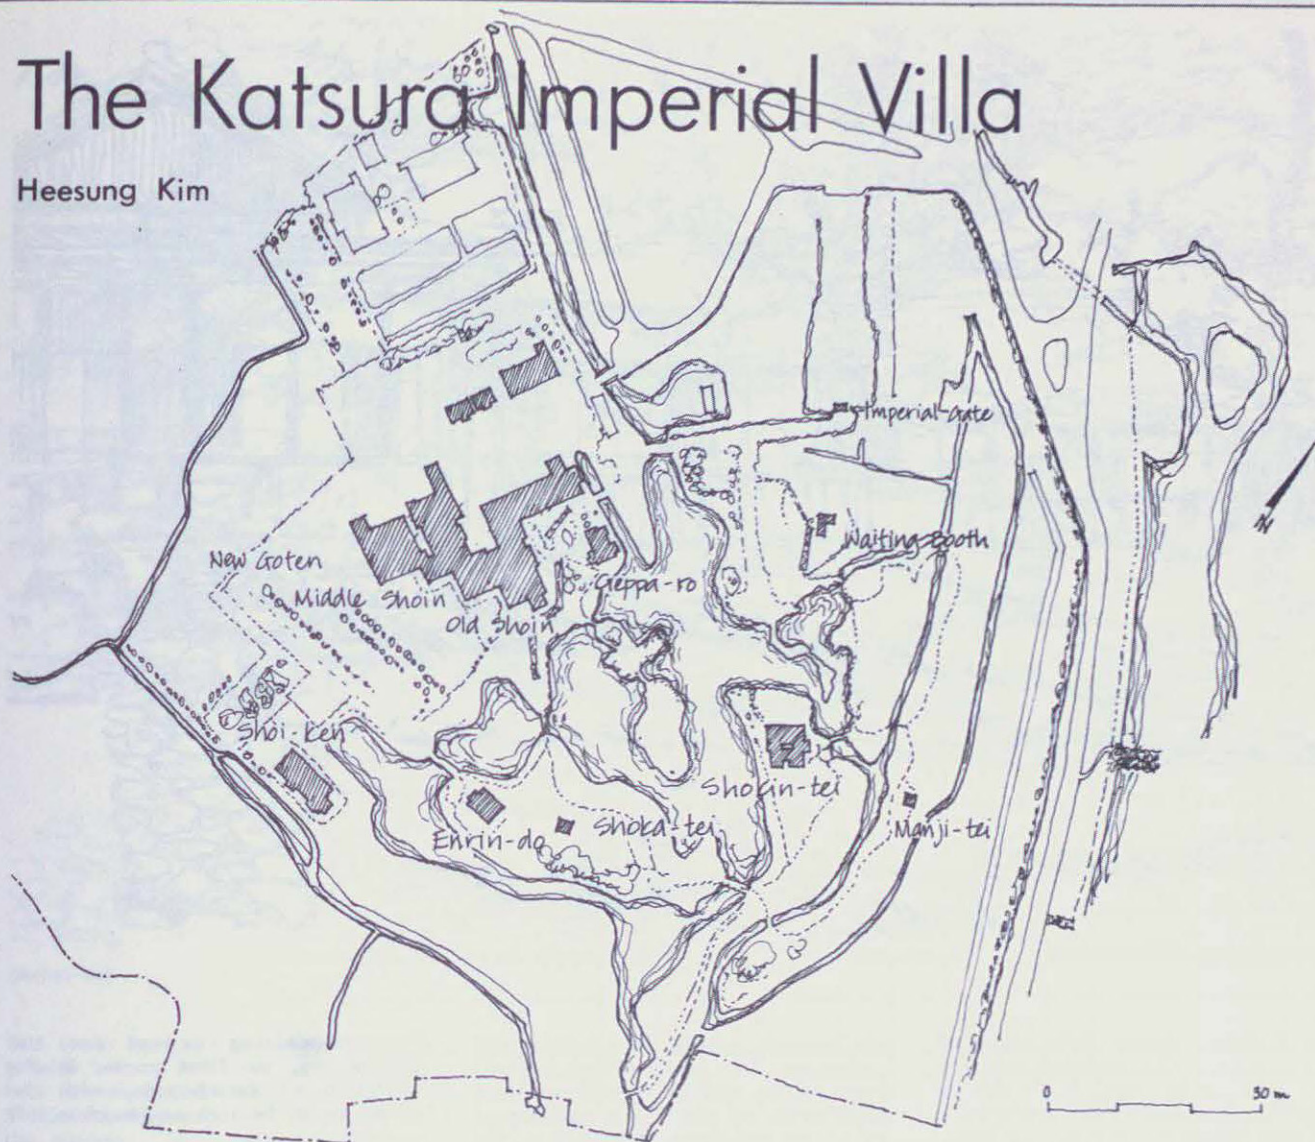 The Katsura Imperial Villa
Heesung Kim
Imperial Gate
Waiting Booth
N
New Goten
Middle Shoin
Old Shoin
Geppa-ro
Shoi-ken
Shokin-tei
Enrin-do
Shoka-tei
Manji-tei
0 30 m